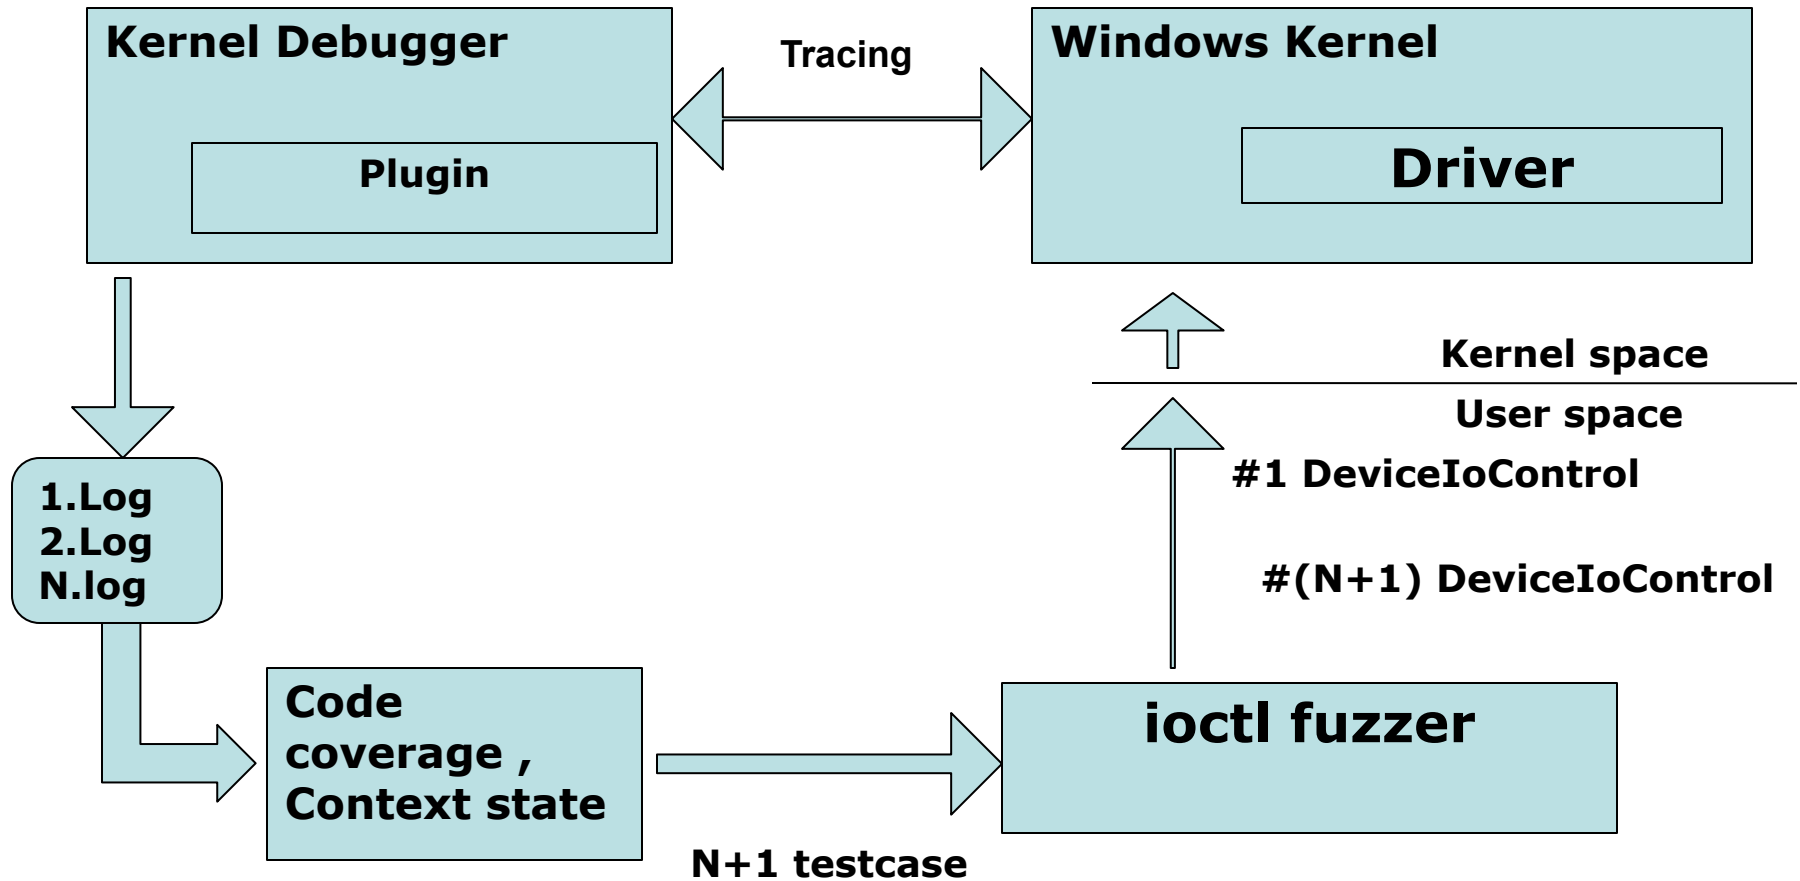 Kernel Debugger
Plugin
Tracing
Windows Kernel
Driver
Kernel space
User space
#1 DeviceIoControl
#(N+1) DeviceIoControl
1.Log
2.Log
N.log
Code
coverage ,
Context state
N+1 testcase
ioctl fuzzer